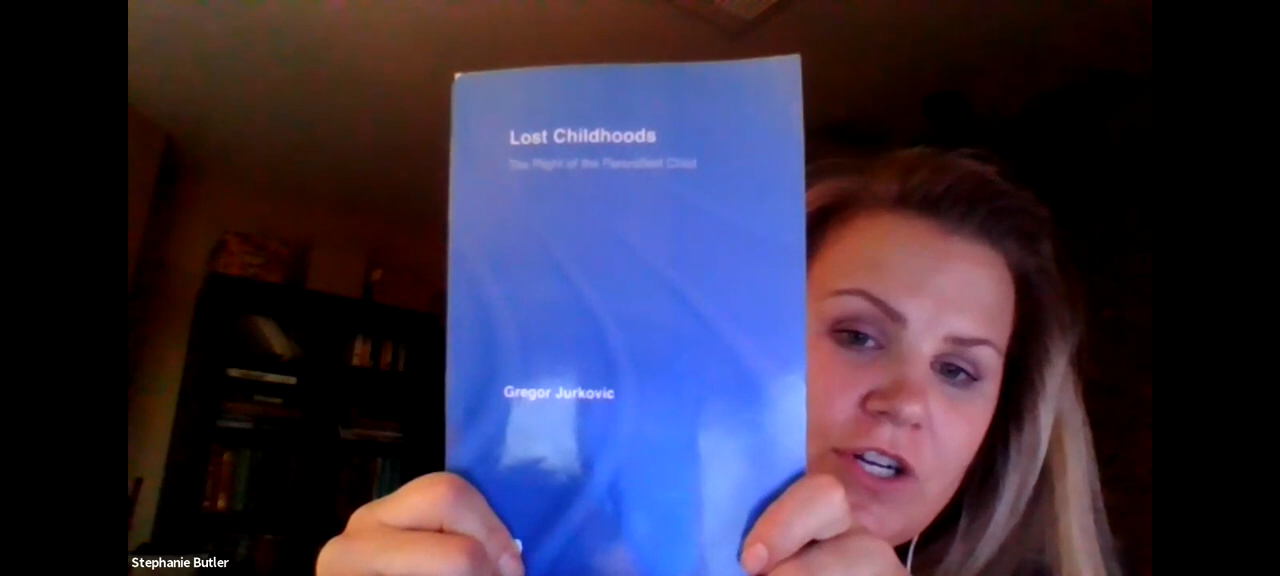 Lost Childhoods
The Plight of the Parentified Child
Gregor Jurkovic
Stephanie Butler